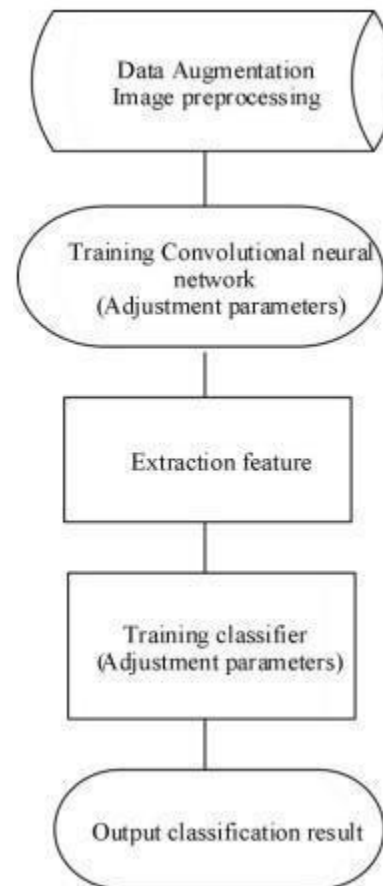 Data Augmentation
Image preprocessing
Training Convolutional neural
network
(Adjustment parameters)
Extraction feature
Training classifier
(Adjustment parameters)
Output classification result